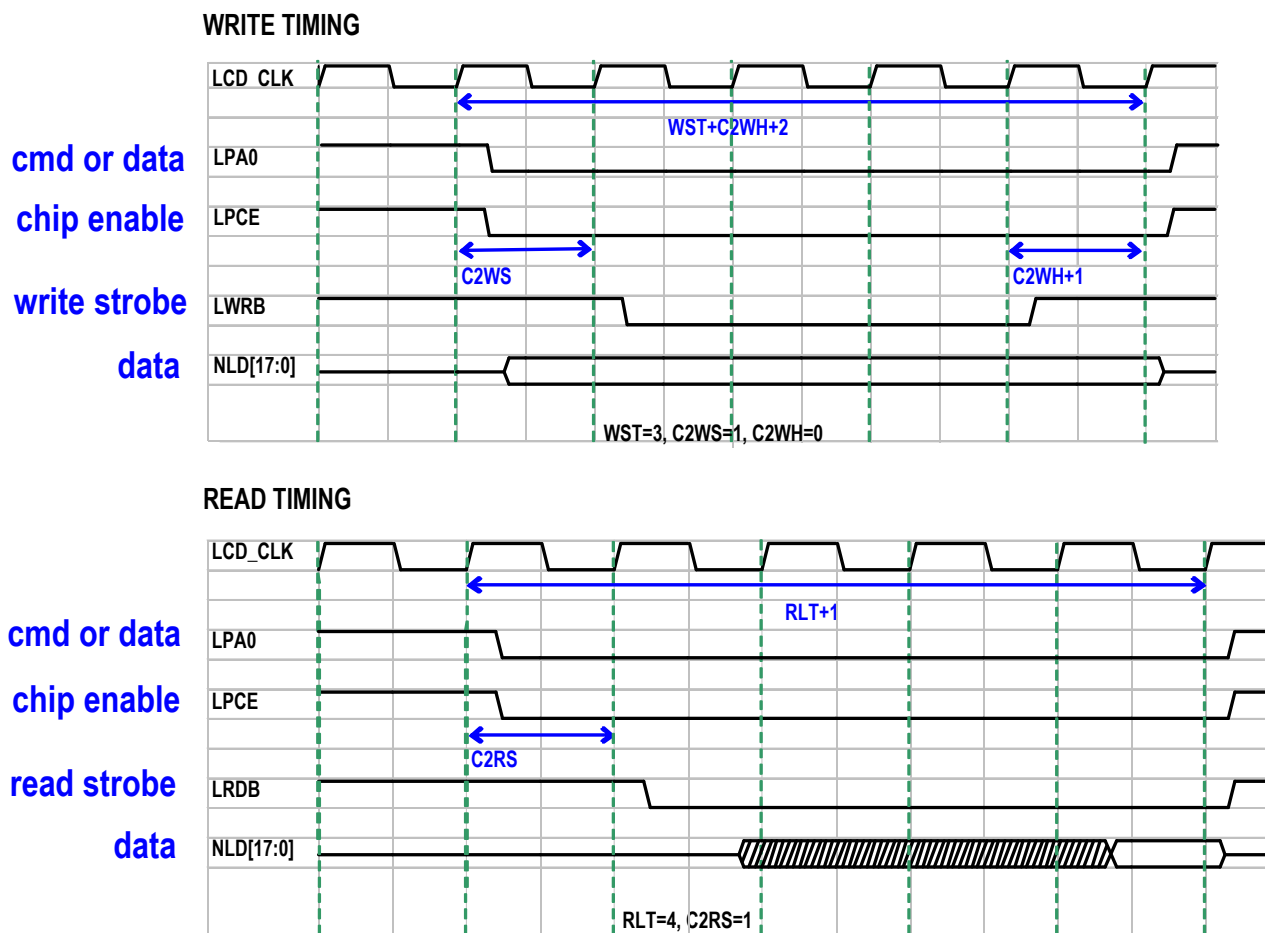 WRITE TIMING
LCD_CLK
WST+C2WH+2
cmd or data LPA0
chip enable LPCE
C2WS C2WH+1
write strobe LWRB
data NLD[17:0]
WST=3, C2WS=1, C2WH=0
READ TIMING
LCD_CLK
RLT+1
cmd or data LPA0
chip enable LPCE
C2RS
read strobe LRDB
data NLD[17:0]
RLT=4, C2RS=1